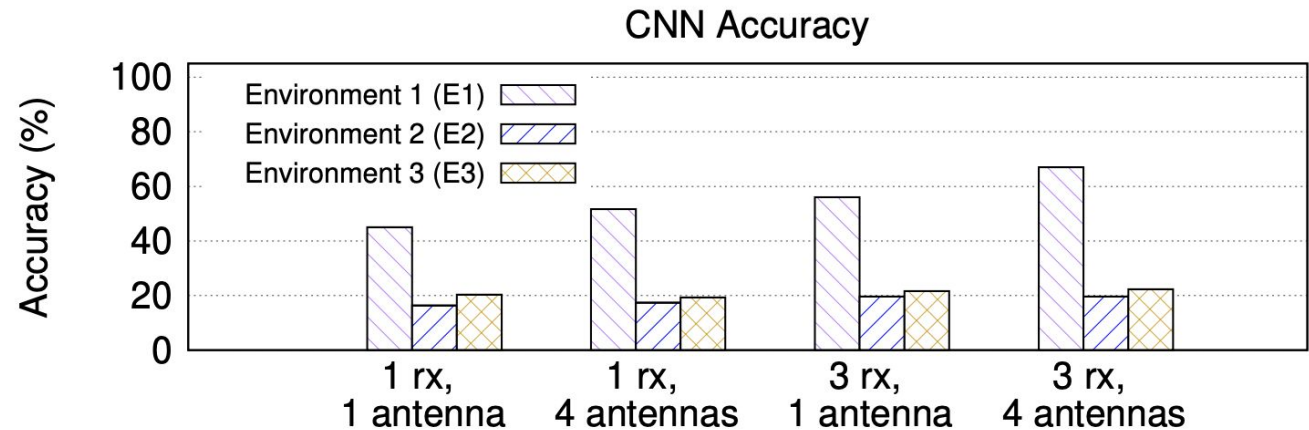 CNN Accuracy
Accuracy (%)
100
80
60
40
20
0
Environment 1 (E1)
Environment 2 (E2)
Environment 3 (E3)
1 rx,
1 antenna
1 rx,
4 antennas
3 rx,
1 antenna
3 rx,
4 antennas